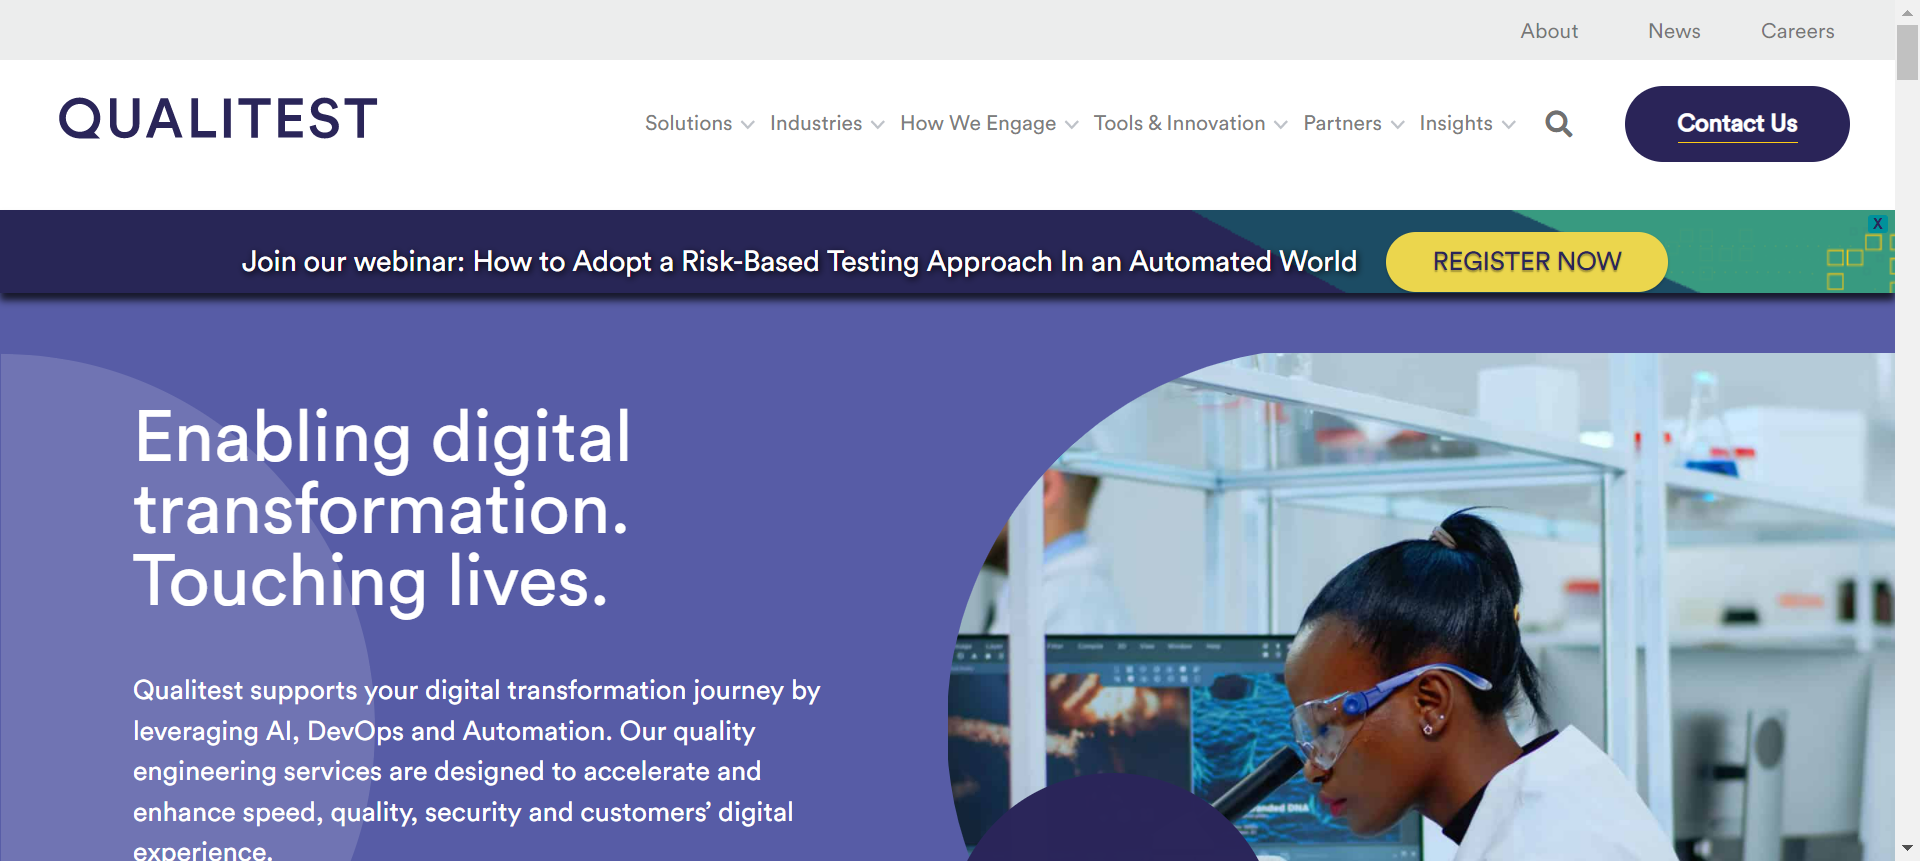 About News Careers
QUALITEST
Solutions Industries How We Engage Tools & Innovation Partners Insights
Contact Us
X
Join our webinar: How to Adopt a Risk-Based Testing Approach In an Automated World
REGISTER NOW
Enabling digital
transformation.
Touching lives.
Qualitest supports your digital transformation journey by
leveraging AI, DevOps and Automation. Our quality
engineering services are designed to accelerate and
enhance speed, quality, security and customers’ digital
experience.